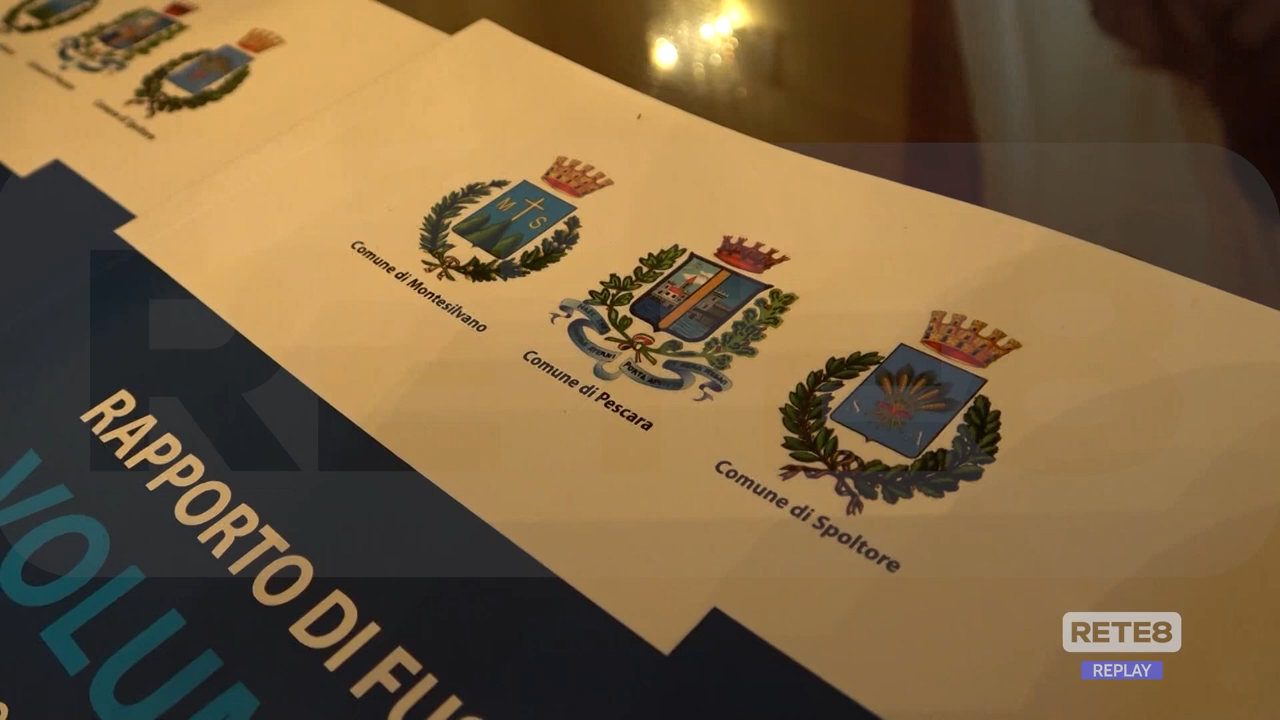 M S
Comune di Montesilvano
Comune di Pescara
Comune di Spoltore
RAPPORTO DI FU
VOLUM
RETE8
REPLAY